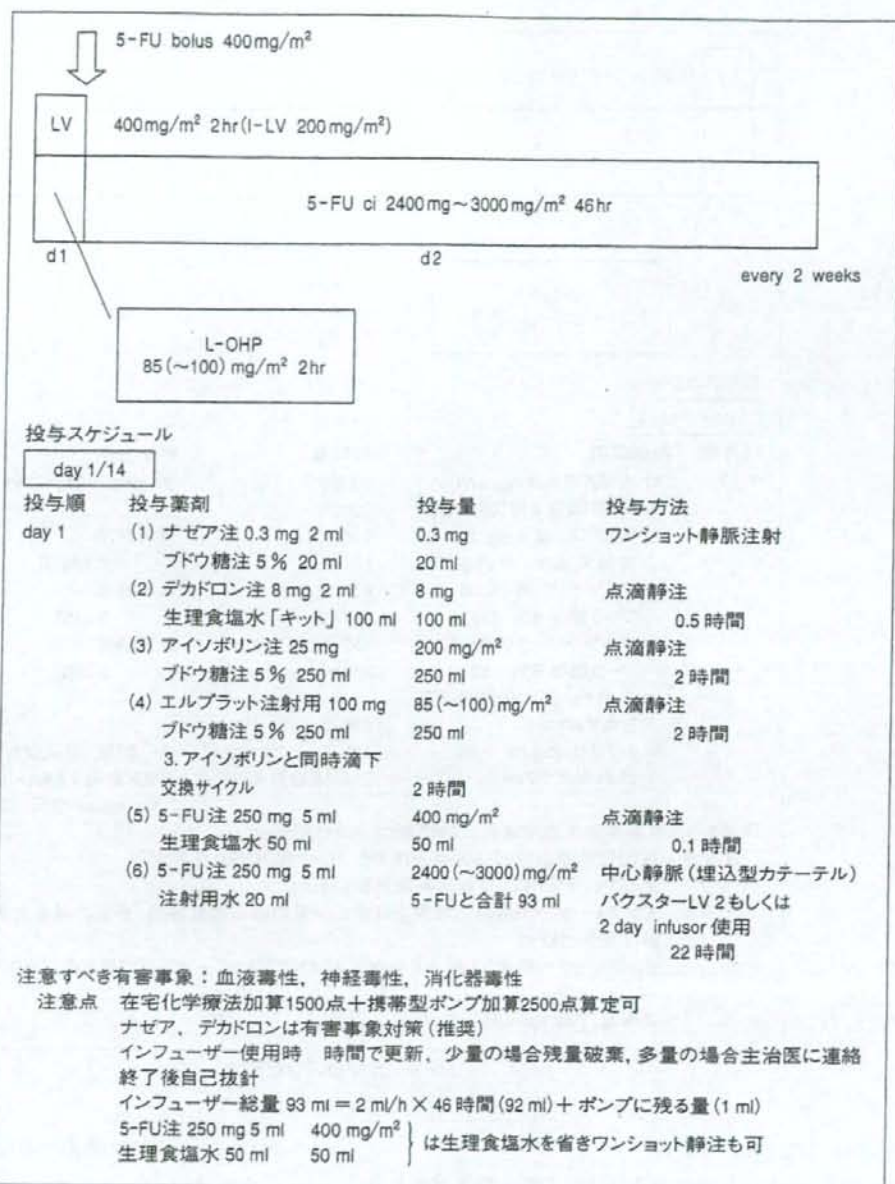 5-FU bolus 400mg/m²
LV
400mg/m² 2hr(l-LV 200mg/m²)
5-FU ci 2400mg~3000mg/m² 46hr
d1
d2
every 2 weeks
L-OHP
85(~100)mg/m² 2hr
投与スケジュール
day 1/14
投与順 投与薬剤 投与量 投与方法
day 1 (1) ナゼア注 0.3 mg 2 ml 0.3 mg ワンショット静脈注射
ブドウ糖注 5% 20 ml 20 ml
(2) デカドロン注 8 mg 2 ml 8 mg 点滴静注
生理食塩水「キット」100 ml 100 ml 0.5 時間
(3) アイソボリン注 25 mg 200 mg/m² 点滴静注
ブドウ糖注 5% 250 ml 250 ml 2 時間
(4) エルプラット注射用 100 mg 85(~100)mg/m² 点滴静注
ブドウ糖注 5% 250 ml 250 ml 2 時間
3.アイソボリンと同時滴下
交換サイクル 2 時間
(5) 5-FU注 250 mg 5 ml 400 mg/m² 点滴静注
生理食塩水 50 ml 50 ml 0.1 時間
(6) 5-FU注 250 mg 5 ml 2400(~3000)mg/m² 中心静脈(埋込型カテーテル)
注射用水 20 ml 5-FUと合計 93 ml バクスターLV 2もしくは
2 day infusor 使用
22 時間
注意すべき有害事象:血液毒性,神経毒性,消化器毒性
注意点 在宅化学療法加算1500点+携帯型ポンプ加算2500点算定可
ナゼア,デカドロンは有害事象対策(推奨)
インフューザー使用時 時間で更新,少量の場合残量破棄,多量の場合主治医に連絡
終了後自己抜針
インフューザー総量 93 ml = 2 ml/h × 46 時間(92 ml)+ ポンプに残る量(1 ml)
5-FU注 250 mg 5 ml 400 mg/m²
生理食塩水 50 ml 50 ml
は生理食塩水を省きワンショット静注も可